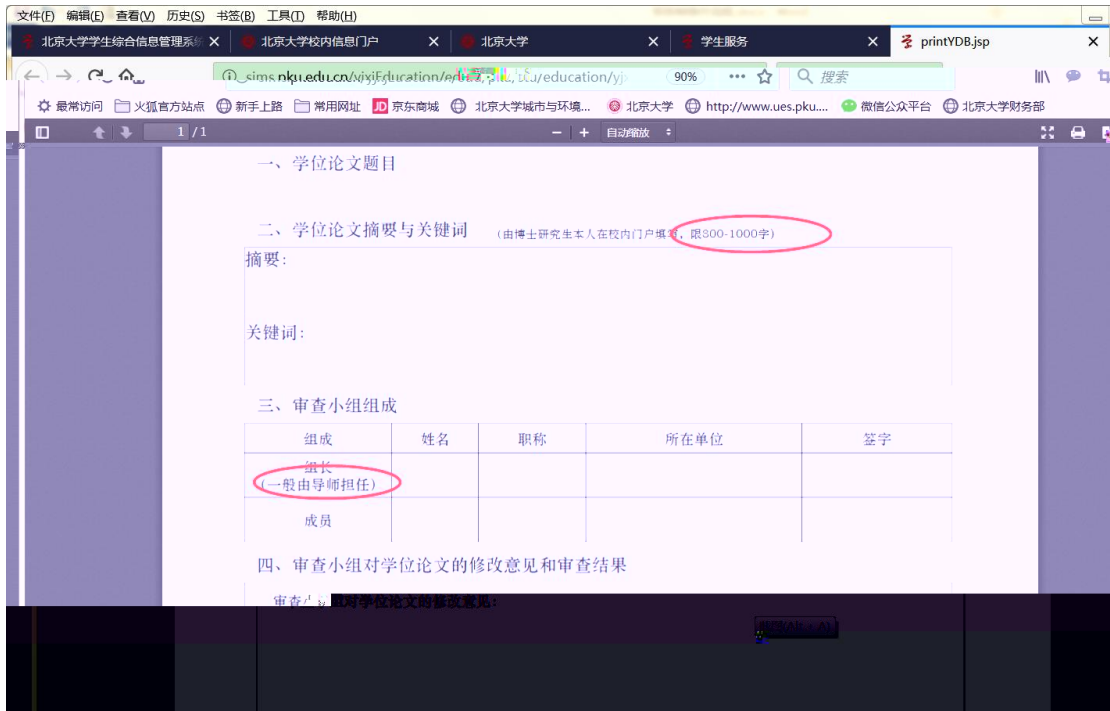 文件(F) 编辑(E) 查看(V) 历史(S) 书签(B) 工具(T) 帮助(H)
北京大学学生综合信息管理系统 北京大学校内信息门户 北京大学 学生服务 printYDB.jsp
90% 搜索
最常访问 火狐官方站点 新手上路 常用网址 JD 京东商城 北京大学城市与环境... 北京大学 http://www.ues.pku.... 微信公众平台 北京大学财务部
1 / 1 自动缩放
一、学位论文题目
二、学位论文摘要与关键词 (由博士研究生本人在校内门户填写，限800-1000字)
摘要:
关键词:
三、审查小组组成
组成 姓名 职称 所在单位 签字
组长
(一般由导师担任)
成员
四、审查小组对学位论文的修改意见和审查结果
审查小组对学位论文的修改意见: